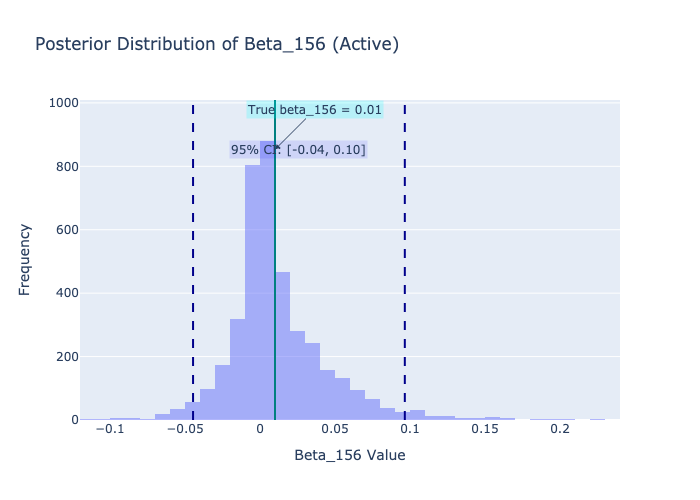 Posterior Distribution of Beta_156 (Active)
True beta_156 = 0.01
95% CI: [-0.04, 0.10]
1000
800
600
400
200
0
Frequency
−0.1
−0.05
0
0.05
0.1
0.15
0.2
Beta_156 Value